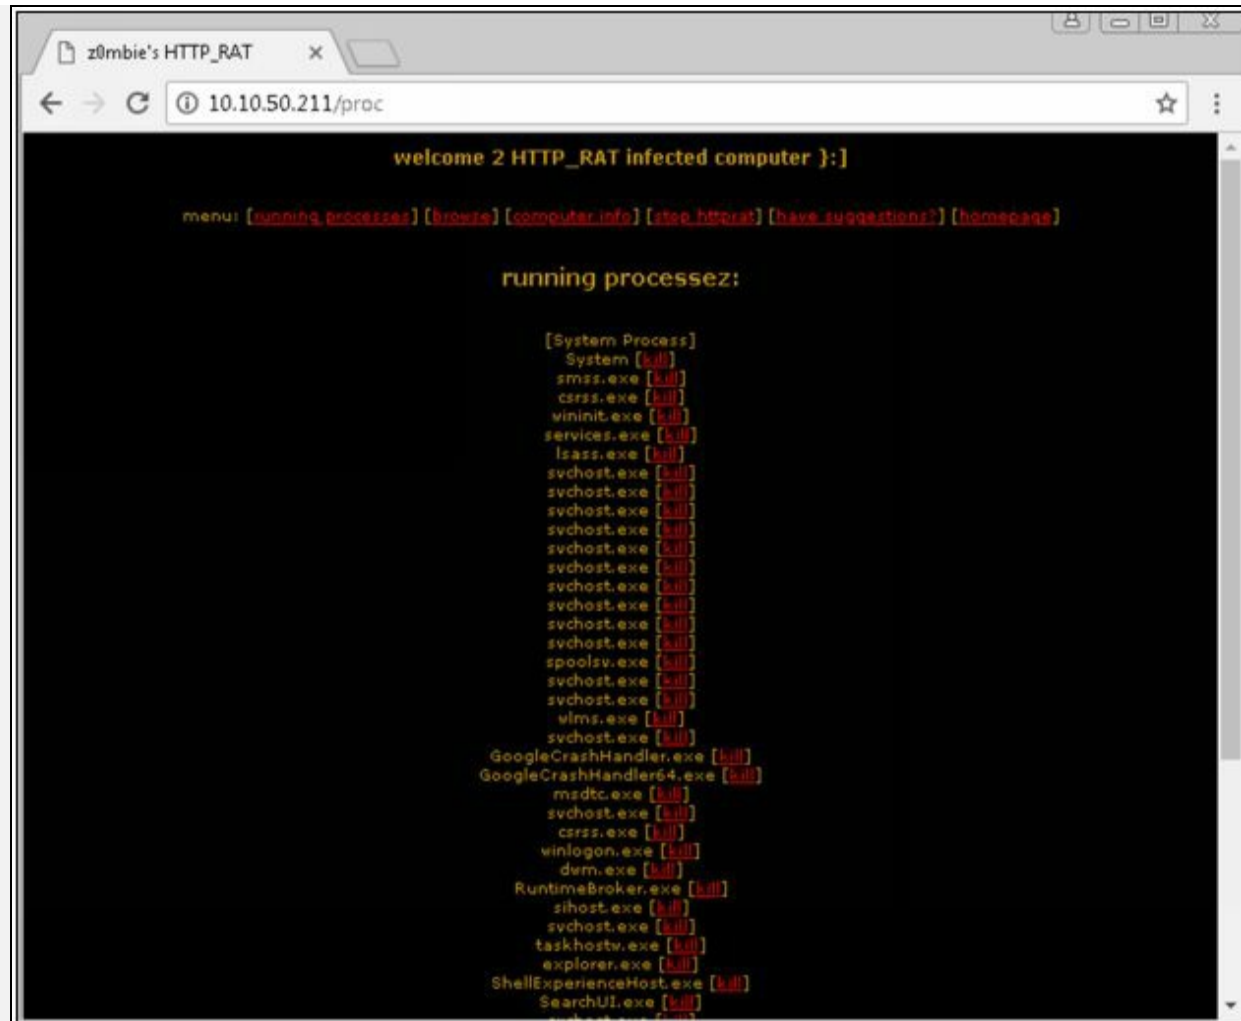 z0mbie's HTTP_RAT
10.10.50.211/proc
welcome 2 HTTP_RAT infected computer }:]
menu: [running processes] [browse] [computer info] [stop httprat] [have suggestions?] [homepage]
running processez:
[System Process]
System [kill]
smss.exe [kill]
csrss.exe [kill]
wininit.exe [kill]
services.exe [kill]
lsass.exe [kill]
svchost.exe [kill]
svchost.exe [kill]
svchost.exe [kill]
svchost.exe [kill]
svchost.exe [kill]
svchost.exe [kill]
svchost.exe [kill]
svchost.exe [kill]
svchost.exe [kill]
svchost.exe [kill]
spoolsv.exe [kill]
svchost.exe [kill]
svchost.exe [kill]
wlms.exe [kill]
svchost.exe [kill]
GoogleCrashHandler.exe [kill]
GoogleCrashHandler64.exe [kill]
msdtc.exe [kill]
svchost.exe [kill]
csrss.exe [kill]
winlogon.exe [kill]
dwm.exe [kill]
RuntimeBroker.exe [kill]
sihost.exe [kill]
svchost.exe [kill]
taskhostw.exe [kill]
explorer.exe [kill]
ShellExperienceHost.exe [kill]
SearchUI.exe [kill]